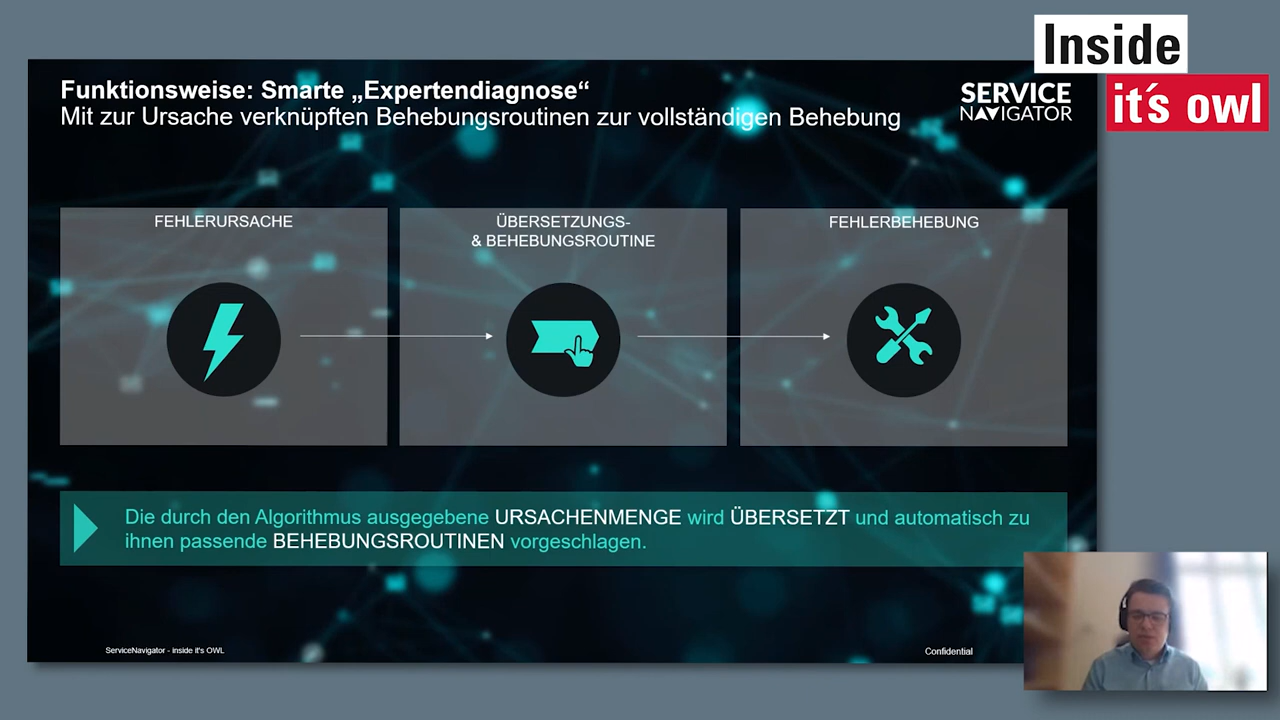 Inside
it's owl
Funktionsweise: Smarte „Expertendiagnose“
Mit zur Ursache verknüpften Behebungsroutinen zur vollständigen Behebung
SERVICE
NAVIGATOR
FEHLERURSACHE
ÜBERSETZUNGS-
& BEHEBUNGSROUTINE
FEHLERBEHEBUNG
Die durch den Algorithmus ausgegebene URSACHENMENGE wird ÜBERSETZT und automatisch zu
ihnen passende BEHEBUNGSROUTINEN vorgeschlagen.
ServiceNavigator - inside it's OWL
Confidential